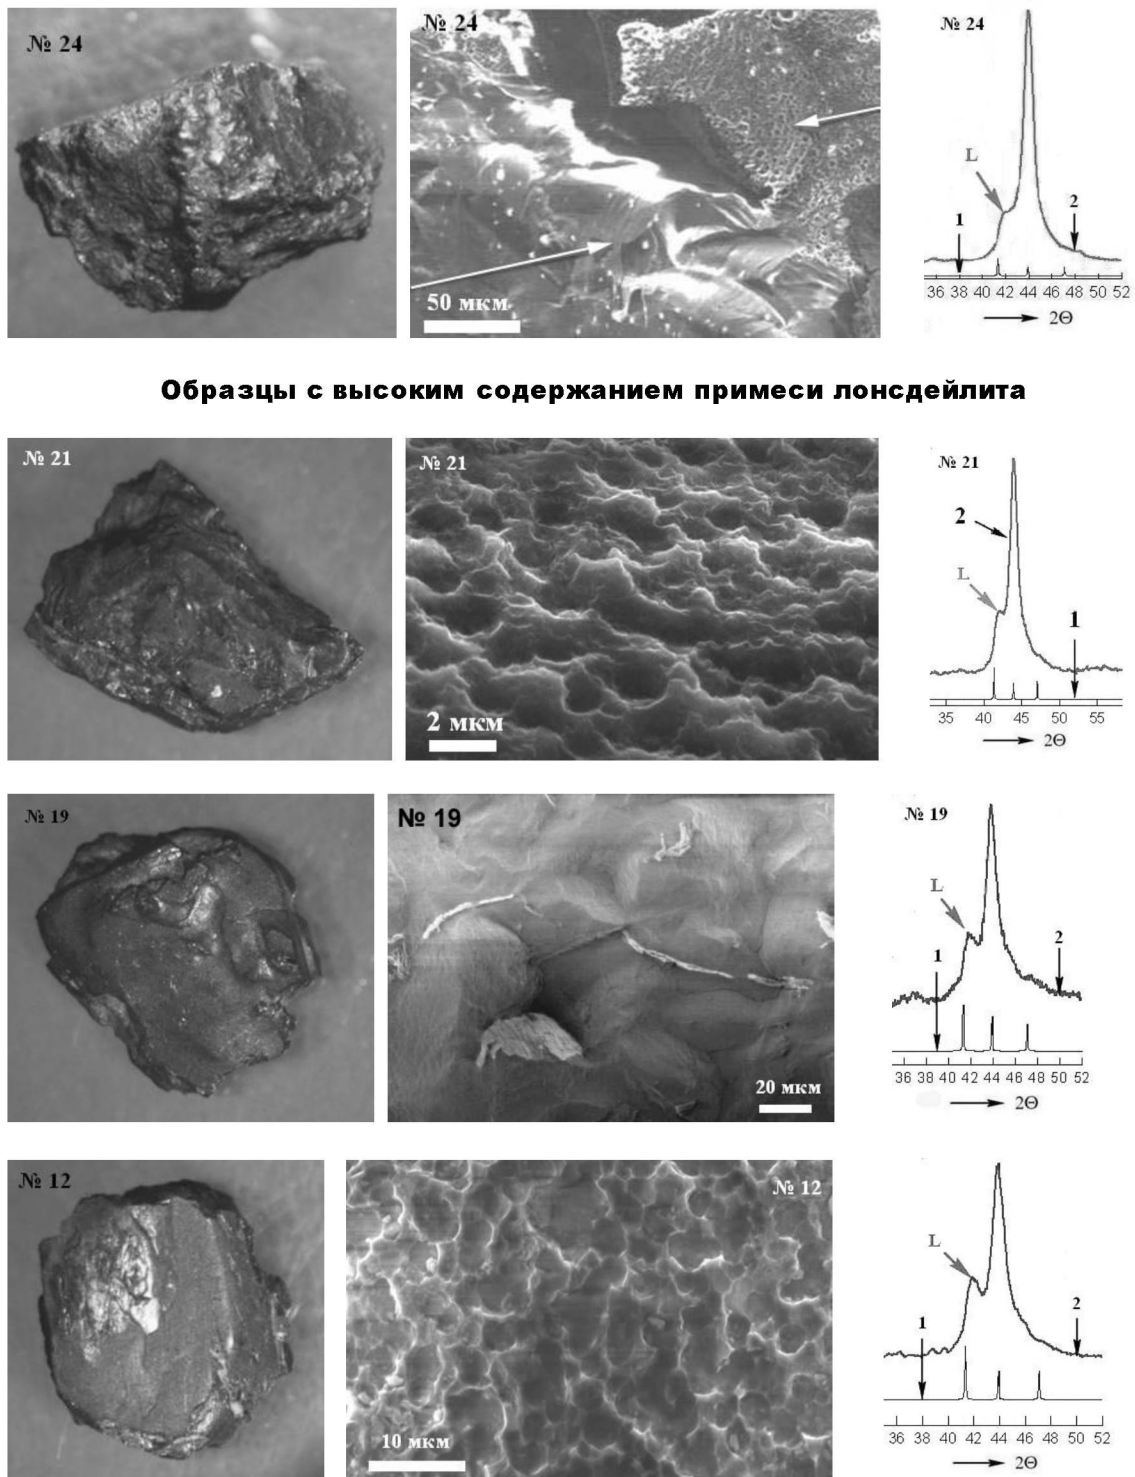 № 24
№ 24
50 мкм
№ 24
L
1
2
36 38 40 42 44 46 48 50 52
2Θ
Образцы с высоким содержанием примеси лонсдейлита
№ 21
№ 21
2 мкм
№ 21
2
L
1
35 40 45 50 55
2Θ
№ 19
№ 19
20 мкм
№ 19
L
1
2
36 38 40 42 44 46 48 50 52
2Θ
№ 12
№ 12
10 мкм
L
1
2
36 38 40 42 44 46 48 50 52
2Θ